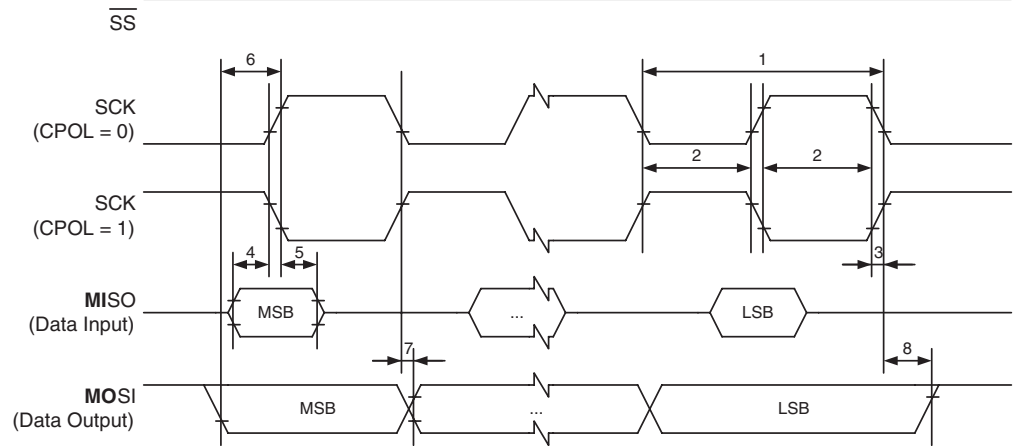 SS
6
1
SCK
(CPOL = 0)
2
2
SCK
(CPOL = 1)
4
5
3
MISO
(Data Input)
MSB
...
LSB
7
8
MOSI
(Data Output)
MSB
...
LSB